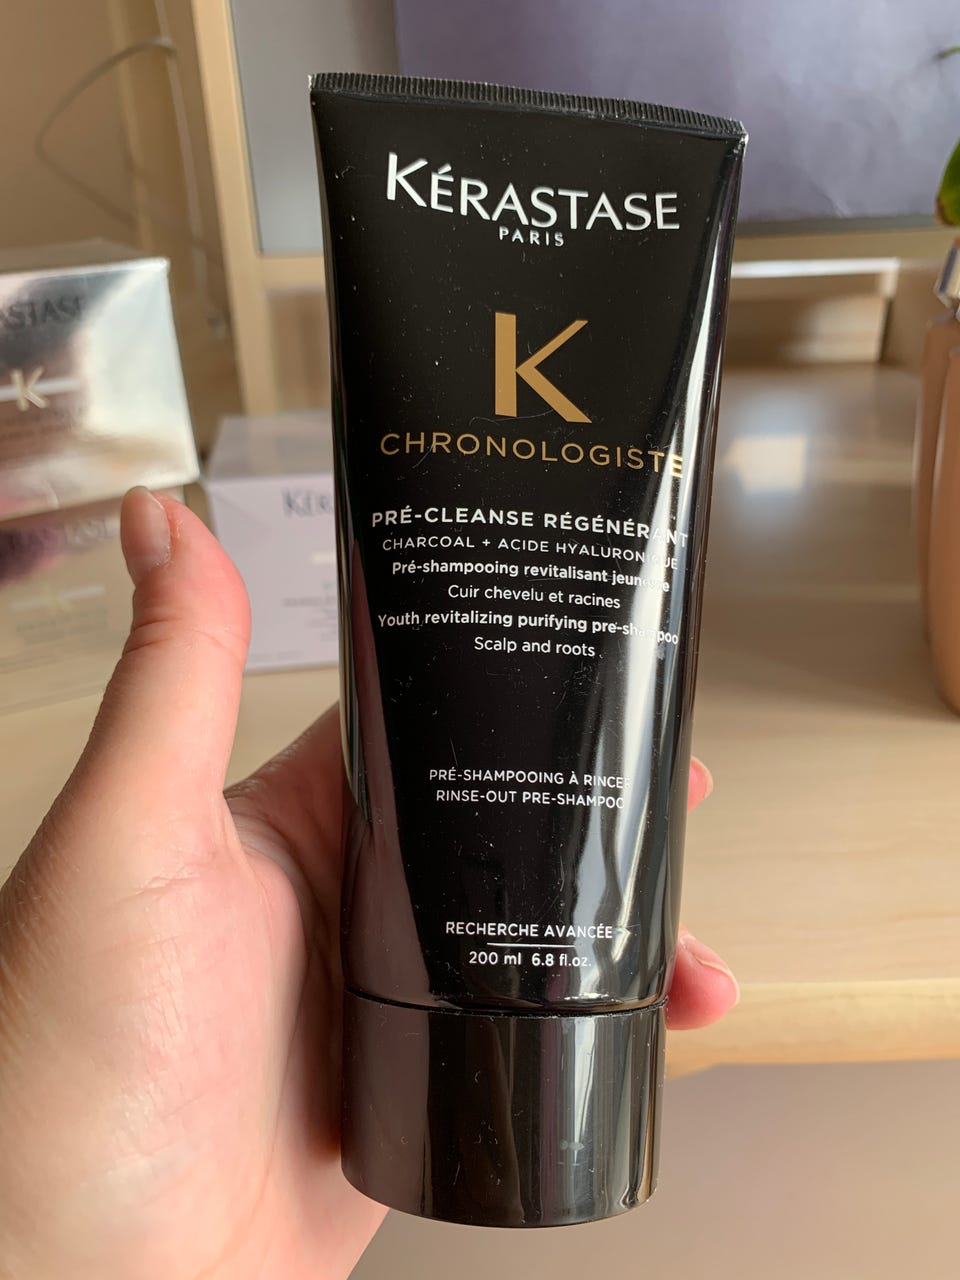 KÉRASTASE
PARIS
K
CHRONOLOGISTE
PRÉ-CLEANSE RÉGÉNÉRANT
CHARCOAL + ACIDE HYALURONIQUE
Pré-shampooing revitalisant jeunesse
Cuir chevelu et racines
Youth revitalizing purifying pre-shampoo
Scalp and roots
PRÉ-SHAMPOOING À RINCER
RINSE-OUT PRE-SHAMPOO
RECHERCHE AVANCÉE
200 ml 6.8 fl.oz.
RASTASE
K